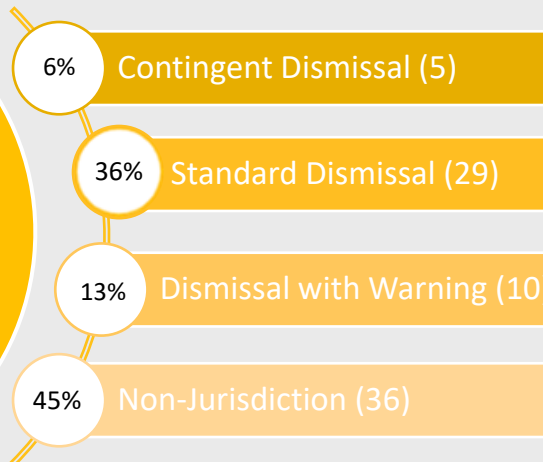 6% Contingent Dismissal (5)
36% Standard Dismissal (29)
13% Dismissal with Warning (10
45% Non-Jurisdiction (36)